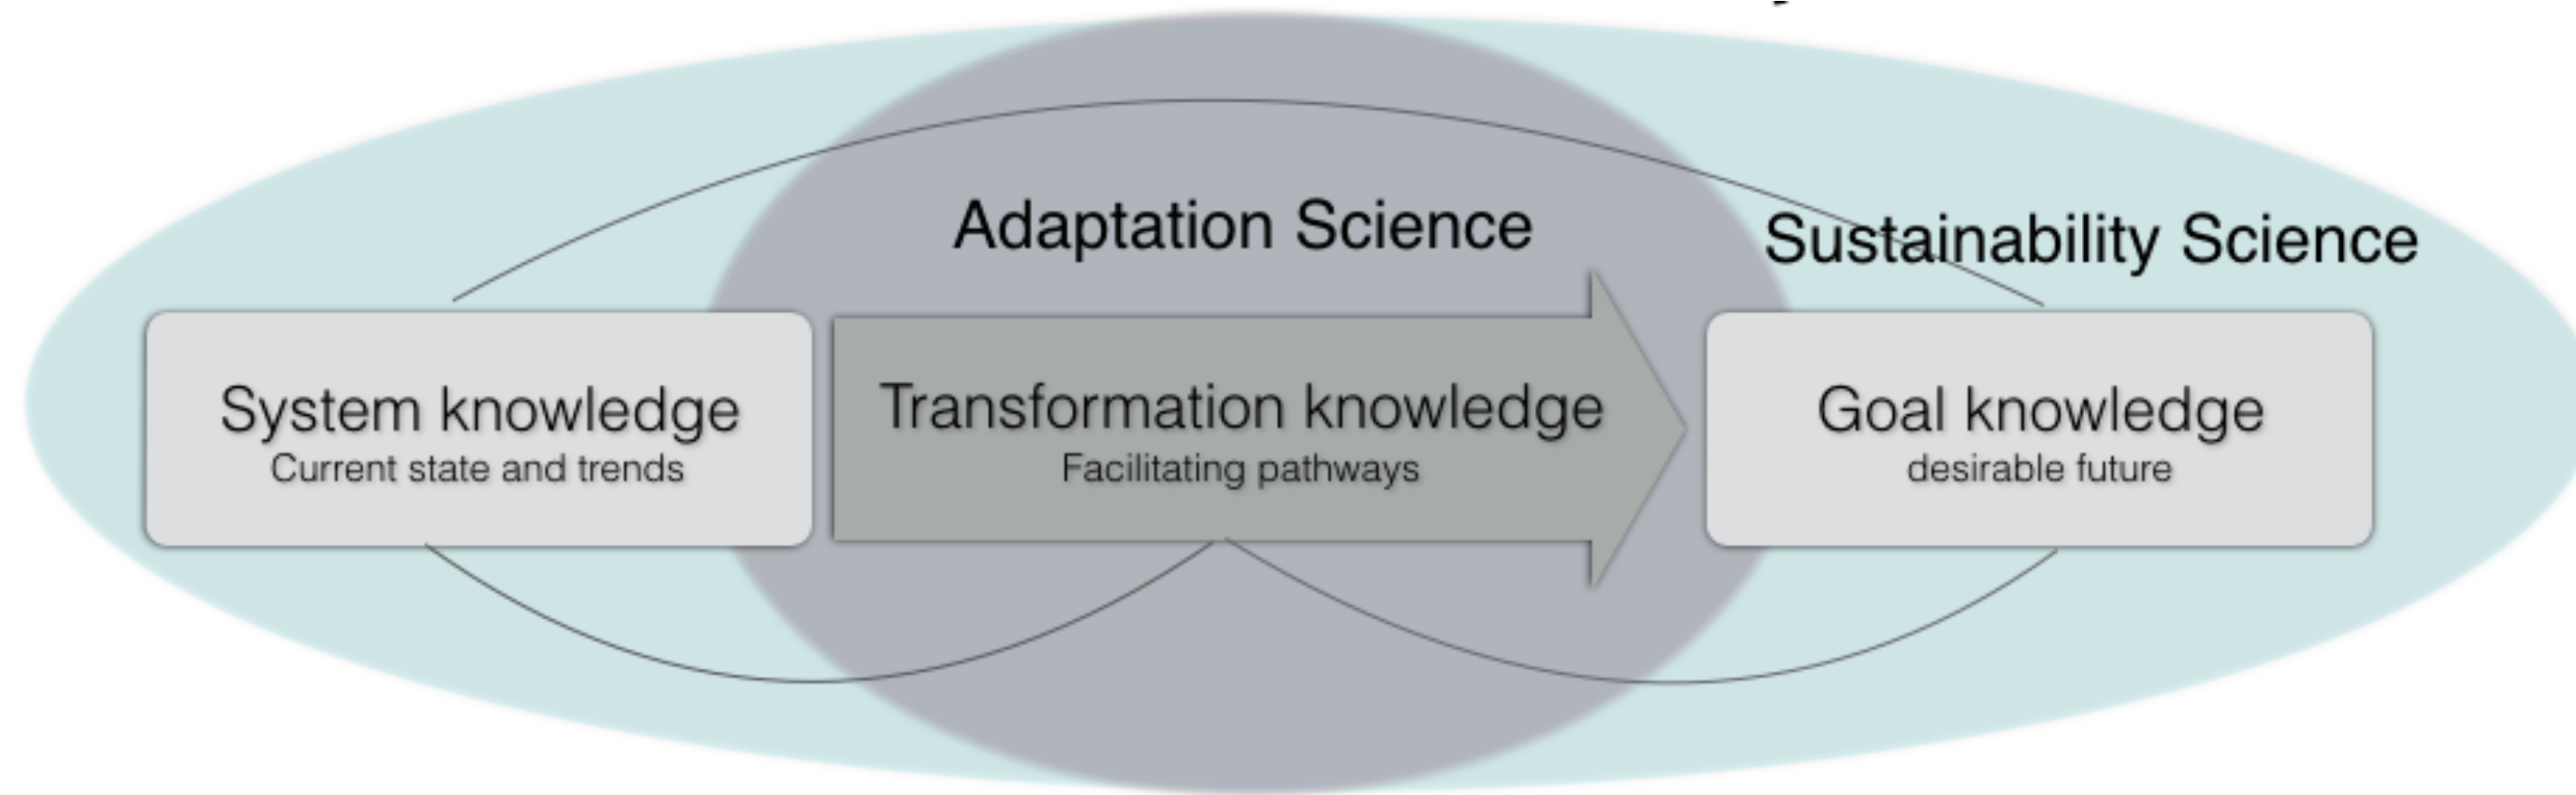 Adaptation Science
Sustainability Science
System knowledge
Current state and trends
Transformation knowledge
Facilitating pathways
Goal knowledge
desirable future